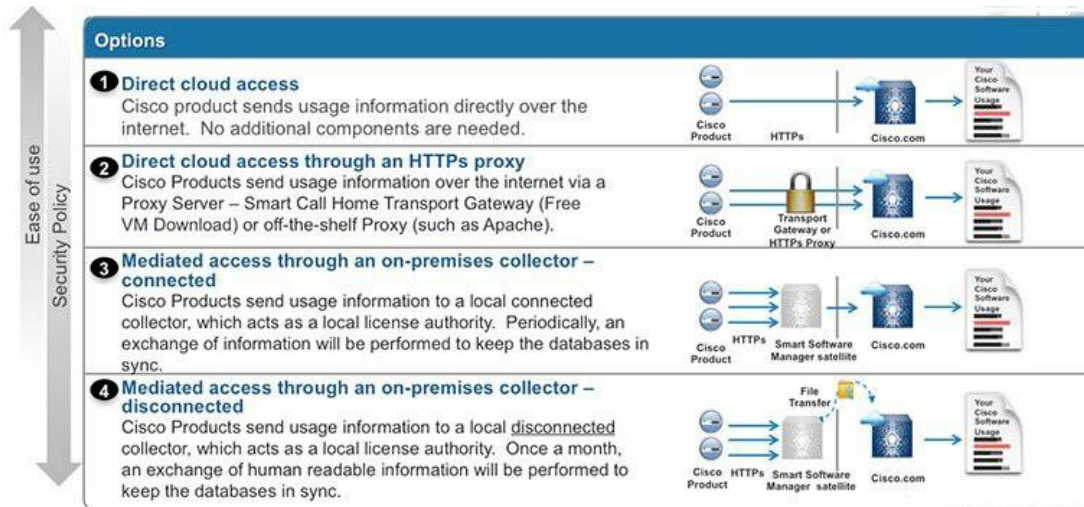 Ease of use
Security Policy
Options
1 Direct cloud access
Cisco product sends usage information directly over the
internet. No additional components are needed.
Cisco
Product
HTTPs
Cisco.com
Your
Cisco
Software
Usage
2 Direct cloud access through an HTTPs proxy
Cisco Products send usage information over the internet via a
Proxy Server – Smart Call Home Transport Gateway (Free
VM Download) or off-the-shelf Proxy (such as Apache).
Cisco
Product
Transport
Gateway or
HTTPs Proxy
Cisco.com
Your
Cisco
Software
Usage
3 Mediated access through an on-premises collector –
connected
Cisco Products send usage information to a local connected
collector, which acts as a local license authority. Periodically, an
exchange of information will be performed to keep the databases in
sync.
Cisco
Product
HTTPs
Smart Software
Manager satellite
Cisco.com
Your
Cisco
Software
Usage
4 Mediated access through an on-premises collector –
disconnected
Cisco Products send usage information to a local disconnected
collector, which acts as a local license authority. Once a month,
an exchange of human readable information will be performed to
keep the databases in sync.
File
Transfer
Cisco
Product
HTTPs
Smart Software
Manager satellite
Cisco.com
Your
Cisco
Software
Usage